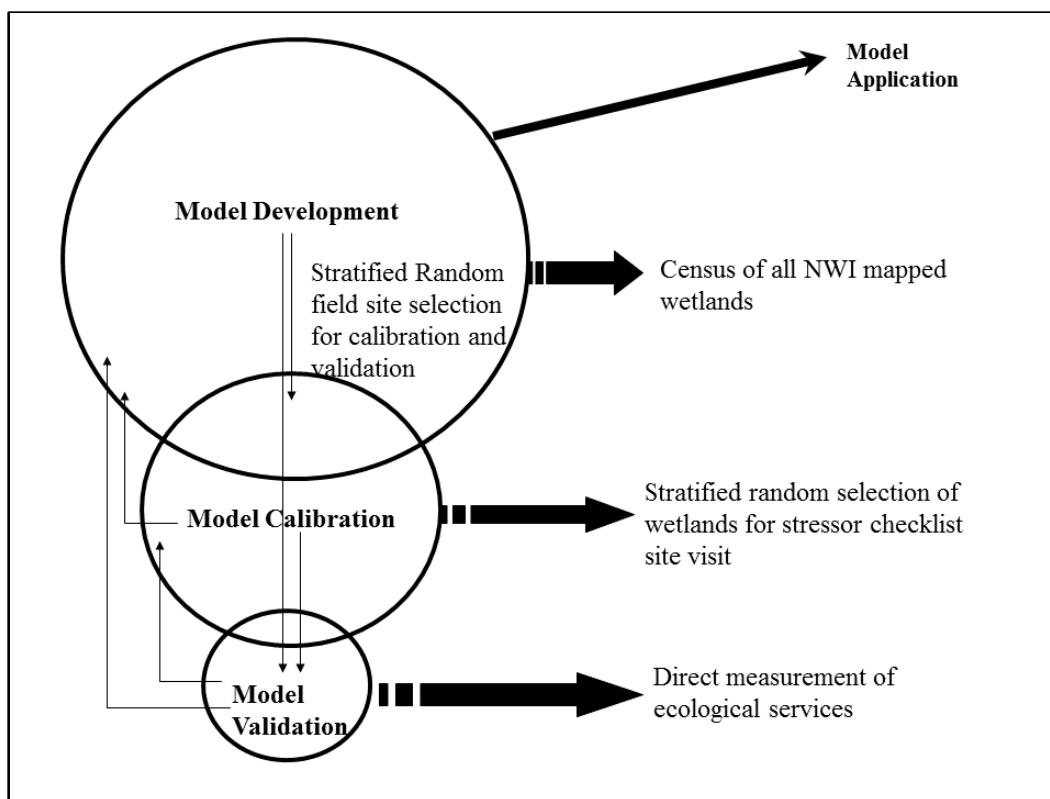 Model
Application
Model Development
Stratified Random
field site selection
for calibration and
validation
Census of all NWI mapped
wetlands
Model Calibration
Stratified random selection of
wetlands for stressor checklist
site visit
Model
Validation
Direct measurement of
ecological services